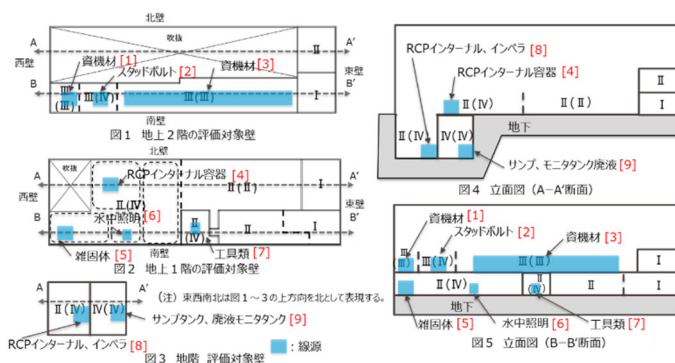 北壁
A
吹抜
Ⅱ
A'
西壁
資機材 [1]
スタッドボルト [2]
資機材 [3]
東壁
B
Ⅲ
(Ⅲ)
Ⅲ(Ⅳ)
Ⅲ(Ⅲ)
Ⅰ
B'
南壁
図1 地上2階の評価対象壁
北壁
吹抜
A
RCPインターナル容器 [4]
Ⅱ(Ⅱ)
Ⅰ
A'
西壁
Ⅱ(Ⅳ)
水中照明 [6]
東壁
B
Ⅱ
(Ⅳ)
Ⅱ
Ⅰ
B'
雑固体 [5]
南壁
工具類 [7]
図2 地上1階の評価対象壁
A
A'
(注)東西南北は図1~3の上方向を北として表現する。
Ⅱ(Ⅳ)
Ⅳ(Ⅳ)
サンプタンク、廃液モニタタンク [9]
RCPインターナル、インペラ [8]
図3 地階 評価対象壁
:線源
RCPインターナル、インペラ [8]
RCPインターナル容器 [4]
Ⅱ
Ⅱ(Ⅳ)
Ⅱ(Ⅱ)
Ⅰ
地下
Ⅱ(Ⅳ)
Ⅳ(Ⅳ)
サンプ、モニタタンク廃液 [9]
図4 立面図(A-A'断面)
資機材 [1]
スタッドボルト [2]
資機材 [3]
Ⅲ
(Ⅲ)
Ⅲ(Ⅳ)
Ⅲ(Ⅲ)
Ⅰ
Ⅱ(Ⅳ)
Ⅱ
(Ⅳ)
Ⅱ
Ⅰ
地下
雑固体 [5]
水中照明 [6]
工具類 [7]
図5 立面図(B-B'断面)